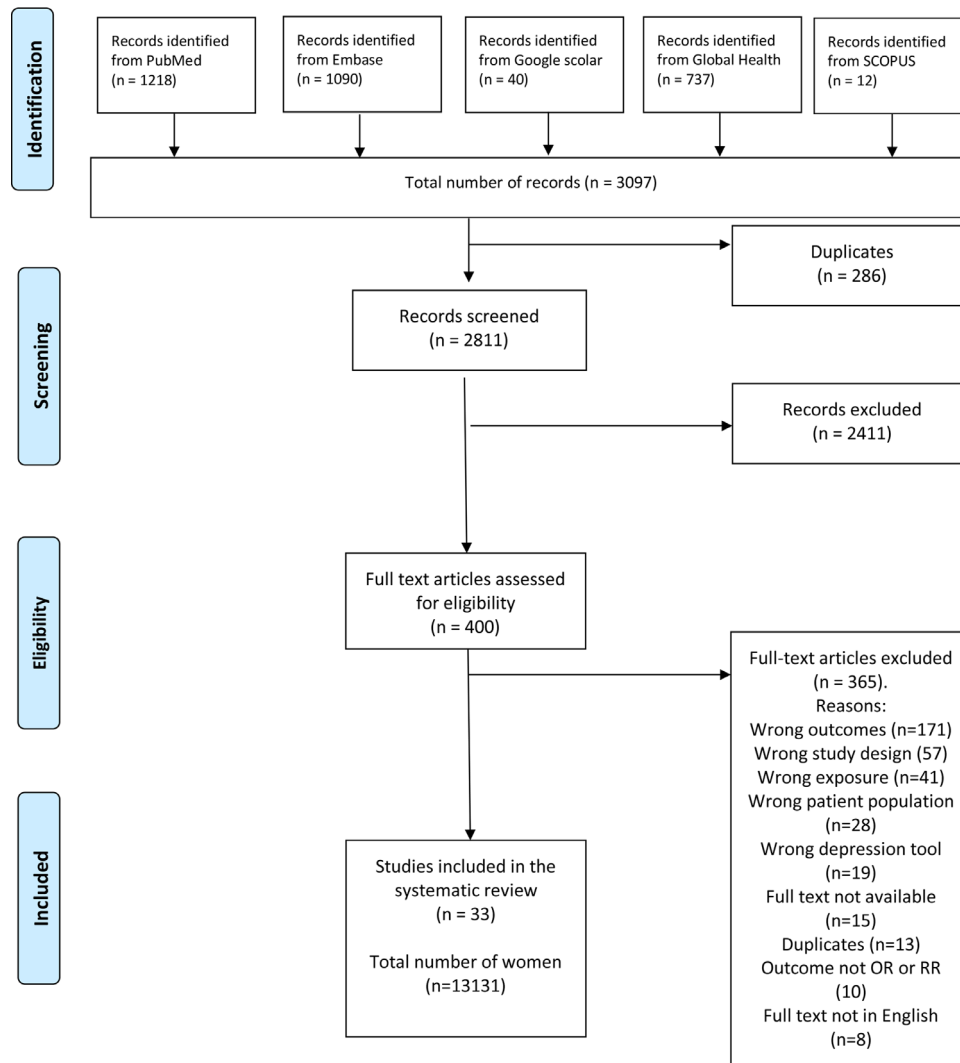 Identification
Records identified
from PubMed
(n = 1218)
Records identified
from Embase
(n = 1090)
Records identified
from Google scolar
(n = 40)
Records identified
from Global Health
(n = 737)
Records identified
from SCOPUS
(n = 12)
Total number of records (n = 3097)
Duplicates
(n = 286)
Screening
Records screened
(n = 2811)
Records excluded
(n = 2411)
Eligibility
Full text articles assessed
for eligibility
(n = 400)
Full-text articles excluded
(n = 365).
Reasons:
Wrong outcomes (n=171)
Wrong study design (57)
Wrong exposure (n=41)
Wrong patient population
(n=28)
Wrong depression tool
(n=19)
Full text not available
(n=15)
Duplicates (n=13)
Outcome not OR or RR
(10)
Full text not in English
(n=8)
Included
Studies included in the
systematic review
(n = 33)
Total number of women
(n=13131)